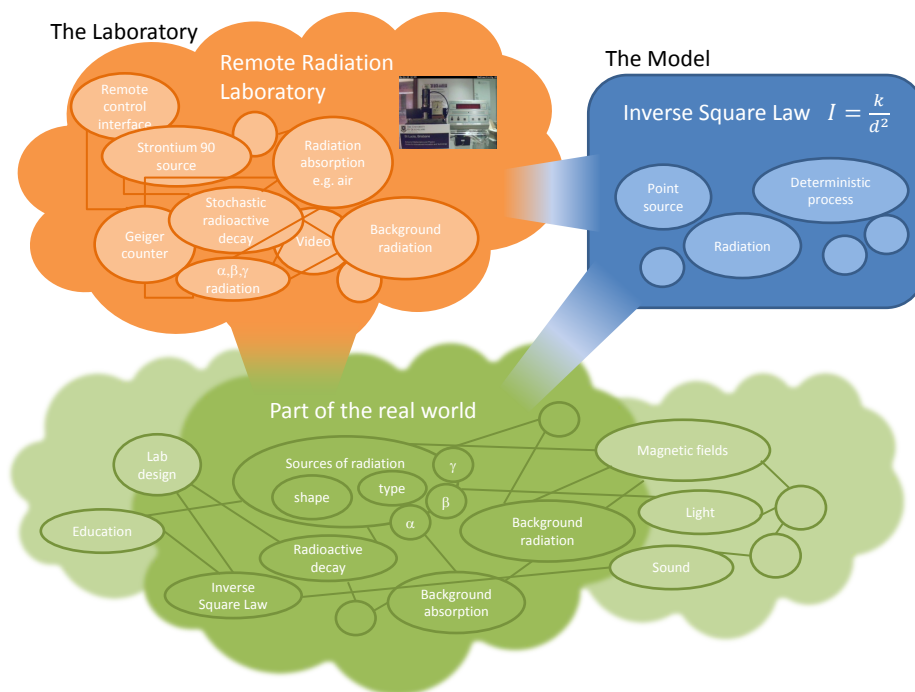 The Laboratory
Remote Radiation
Laboratory
Remote
control
interface
Strontium 90
source
Radiation
absorption
e.g. air
Stochastic
radioactive
decay
Geiger
counter
Video
Background
radiation
α,β,γ
radiation
The Model
Inverse Square Law I = k/d²
Point
source
Deterministic
process
Radiation
Part of the real world
Lab
design
Sources of radiation
shape
type
γ
β
α
Magnetic fields
Education
Light
Background
radiation
Radioactive
decay
Sound
Inverse
Square Law
Background
absorption